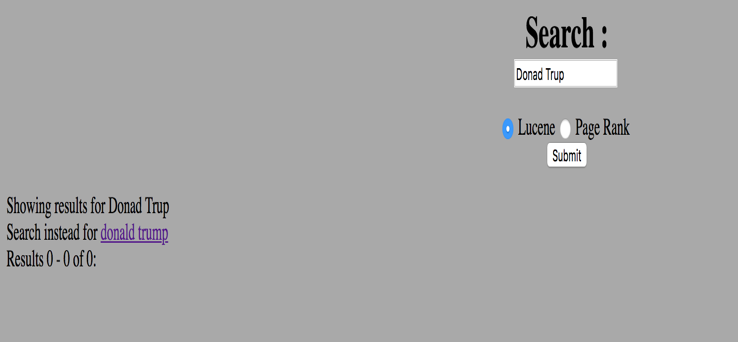 Search :
Donad Trup
Lucene Page Rank
Submit
Showing results for Donad Trup
Search instead for donald trump
Results 0 - 0 of 0: